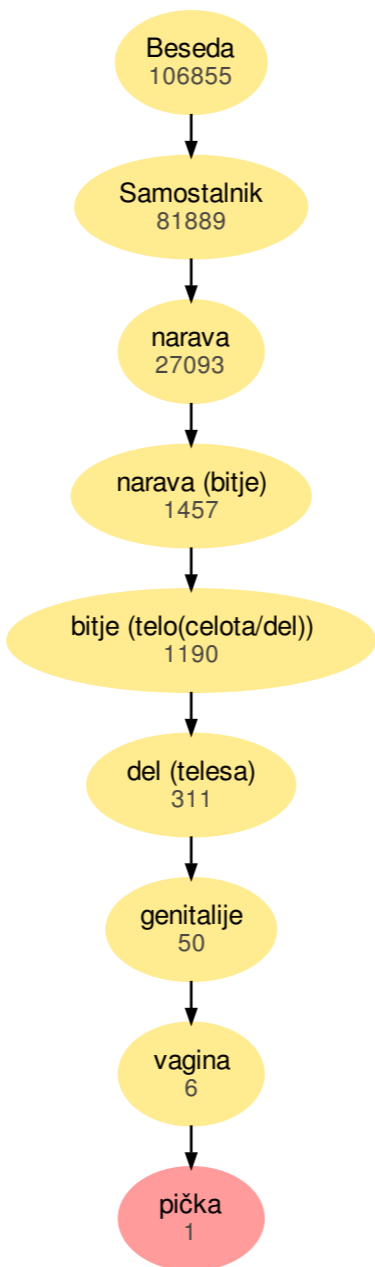 Beseda
106855
Samostalnik
81889
narava
27093
narava (bitje)
1457
bitje (telo(celota/del))
1190
del (telesa)
311
genitalije
50
vagina
6
pička
1